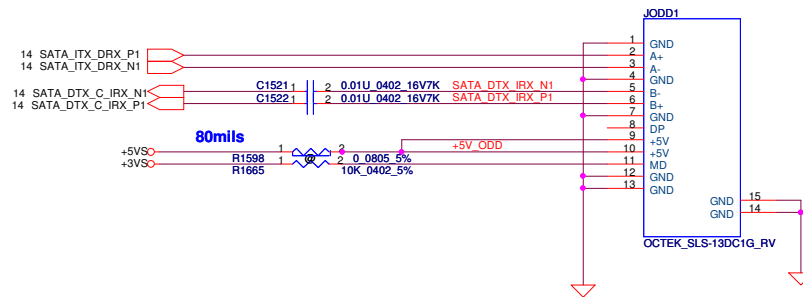 JODD1
1 GND
14 SATA_ITX_DRX_P1 2 A+
14 SATA_ITX_DRX_N1 3 A-
4 GND
14 SATA_DTX_C_IRX_N1 C1521 1 2 0.01U_0402_16V7K SATA_DTX_IRX_N1 5 B-
14 SATA_DTX_C_IRX_P1 C1522 1 2 0.01U_0402_16V7K SATA_DTX_IRX_P1 6 B+
7 GND
8 DP
80mils
9 +5V
+5VS 1 2 +5V_ODD 10 +5V
R1598 @ 0_0805_5%
+3VS 1 2 11 MD
R1665 10K_0402_5%
12 GND
13 GND
GND 15
GND 14
OCTEK_SLS-13DC1G_RV